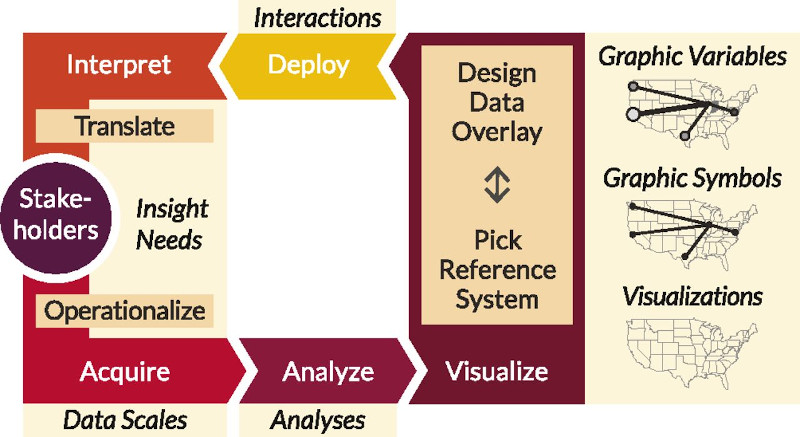 Interactions
Interpret
Deploy
Design
Data
Overlay
Graphic Variables
Translate
Stake-
holders
Insight
Needs
Graphic Symbols
Pick
Reference
System
Operationalize
Visualizations
Acquire
Analyze
Visualize
Data Scales
Analyses